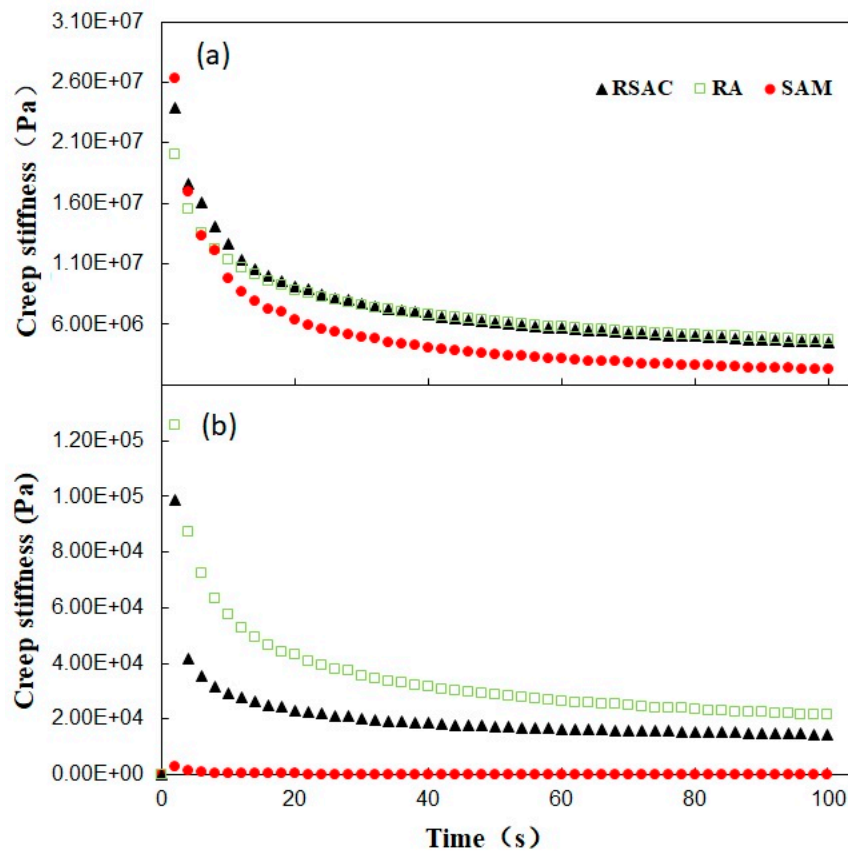 3.10E+07
(a)
2.60E+07
RSAC RA SAM
2.10E+07
1.60E+07
1.10E+07
6.00E+06
Creep stiffness（Pa）
(b)
1.20E+05
1.00E+05
8.00E+04
6.00E+04
4.00E+04
2.00E+04
0.00E+00
Creep stiffness (Pa)
0 20 40 60 80 100
Time（s）